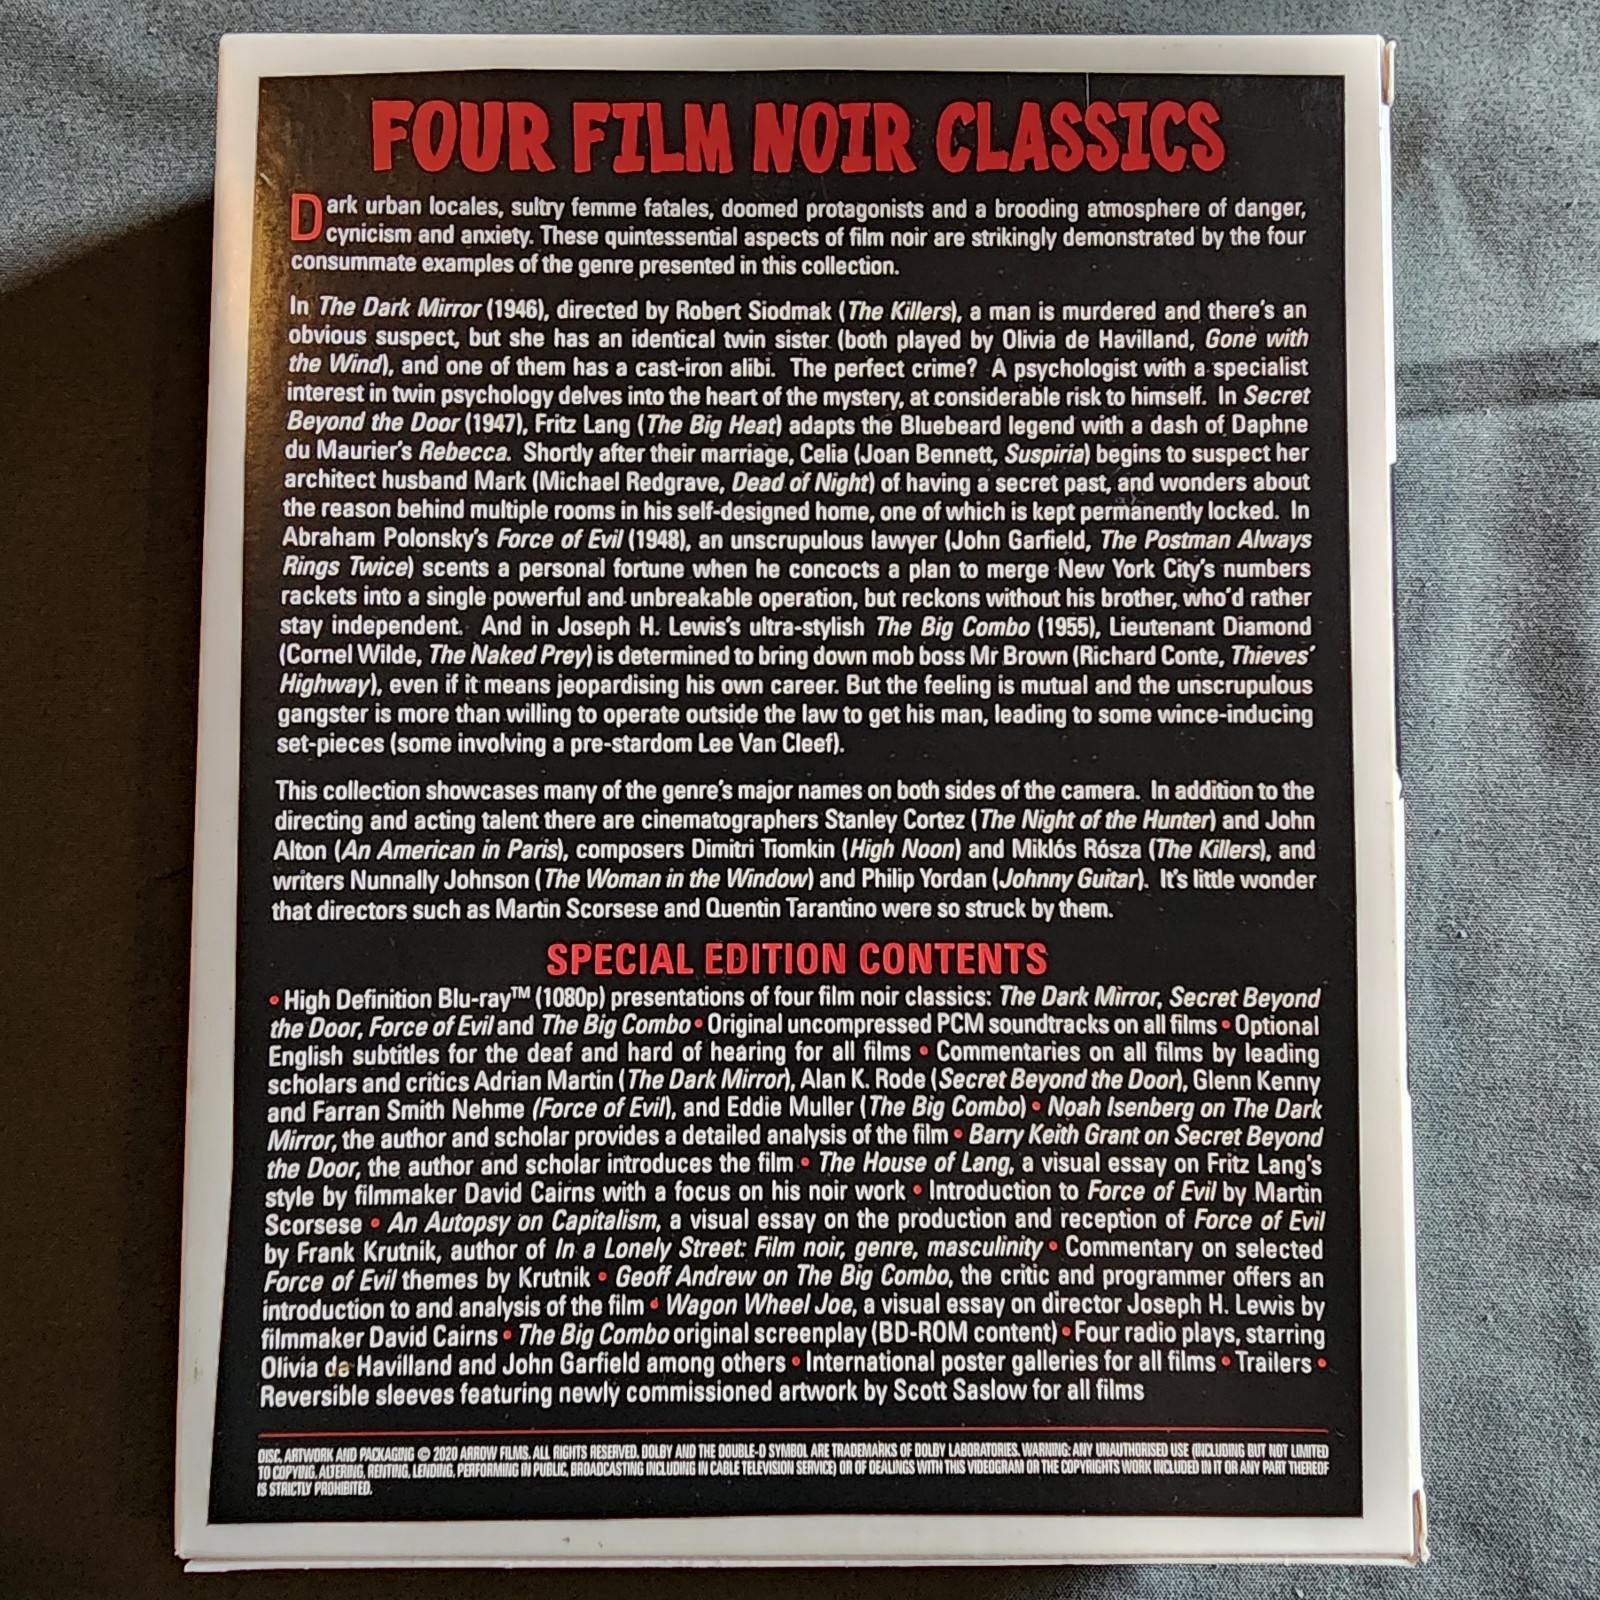 FOUR FILM NOIR CLASSICS
Dark urban locales, sultry femme fatales, doomed protagonists and a brooding atmosphere of danger,
cynicism and anxiety. These quintessential aspects of film noir are strikingly demonstrated by the four
consummate examples of the genre presented in this collection.
In The Dark Mirror (1946), directed by Robert Siodmak (The Killers), a man is murdered and there's an
obvious suspect, but she has an identical twin sister (both played by Olivia de Havilland, Gone with
the Wind), and one of them has a cast-iron alibi. The perfect crime? A psychologist with a specialist
interest in twin psychology delves into the heart of the mystery, at considerable risk to himself. In Secret
Beyond the Door (1947), Fritz Lang (The Big Heat) adapts the Bluebeard legend with a dash of Daphne
du Maurier's Rebecca. Shortly after their marriage, Celia (Joan Bennett, Suspiria) begins to suspect her
architect husband Mark (Michael Redgrave, Dead of Night) of having a secret past, and wonders about
the reason behind multiple rooms in his self-designed home, one of which is kept permanently locked. In
Abraham Polonsky's Force of Evil (1948), an unscrupulous lawyer (John Garfield, The Postman Always
Rings Twice) scents a personal fortune when he concocts a plan to merge New York City's numbers
rackets into a single powerful and unbreakable operation, but reckons without his brother, who'd rather
stay independent. And in Joseph H. Lewis's ultra-stylish The Big Combo (1955), Lieutenant Diamond
(Cornel Wilde, The Naked Prey) is determined to bring down mob boss Mr Brown (Richard Conte, Thieves'
Highway), even if it means jeopardising his own career. But the feeling is mutual and the unscrupulous
gangster is more than willing to operate outside the law to get his man, leading to some wince-inducing
set-pieces (some involving a pre-stardom Lee Van Cleef).
This collection showcases many of the genre's major names on both sides of the camera. In addition to the
directing and acting talent there are cinematographers Stanley Cortez (The Night of the Hunter) and John
Alton (An American in Paris), composers Dimitri Tiomkin (High Noon) and Miklós Rósza (The Killers), and
writers Nunnally Johnson (The Woman in the Window) and Philip Yordan (Johnny Guitar). It's little wonder
that directors such as Martin Scorsese and Quentin Tarantino were so struck by them.
SPECIAL EDITION CONTENTS
• High Definition Blu-ray™ (1080p) presentations of four film noir classics: The Dark Mirror, Secret Beyond
the Door, Force of Evil and The Big Combo • Original uncompressed PCM soundtracks on all films • Optional
English subtitles for the deaf and hard of hearing for all films • Commentaries on all films by leading
scholars and critics Adrian Martin (The Dark Mirror), Alan K. Rode (Secret Beyond the Door), Glenn Kenny
and Farran Smith Nehme (Force of Evil), and Eddie Muller (The Big Combo) • Noah Isenberg on The Dark
Mirror, the author and scholar provides a detailed analysis of the film • Barry Keith Grant on Secret Beyond
the Door, the author and scholar introduces the film • The House of Lang, a visual essay on Fritz Lang's
style by filmmaker David Cairns with a focus on his noir work • Introduction to Force of Evil by Martin
Scorsese • An Autopsy on Capitalism, a visual essay on the production and reception of Force of Evil
by Frank Krutnik, author of In a Lonely Street: Film noir, genre, masculinity • Commentary on selected
Force of Evil themes by Krutnik • Geoff Andrew on The Big Combo, the critic and programmer offers an
introduction to and analysis of the film • Wagon Wheel Joe, a visual essay on director Joseph H. Lewis by
filmmaker David Cairns • The Big Combo original screenplay (BD-ROM content) • Four radio plays, starring
Olivia de Havilland and John Garfield among others • International poster galleries for all films • Trailers •
Reversible sleeves featuring newly commissioned artwork by Scott Saslow for all films
DISC, ARTWORK AND PACKAGING © 2020 ARROW FILMS. ALL RIGHTS RESERVED. DOLBY AND THE DOUBLE-D SYMBOL ARE TRADEMARKS OF DOLBY LABORATORIES. WARNING: ANY UNAUTHORISED USE (INCLUDING BUT NOT LIMITED
TO COPYING, ALTERING, RENTING, LENDING, PERFORMING IN PUBLIC, BROADCASTING INCLUDING IN CABLE TELEVISION SERVICE) OR OF DEALINGS WITH THIS VIDEOGRAM OR THE COPYRIGHTS WORK INCLUDED IN IT OR ANY PART THEREOF
IS STRICTLY PROHIBITED.